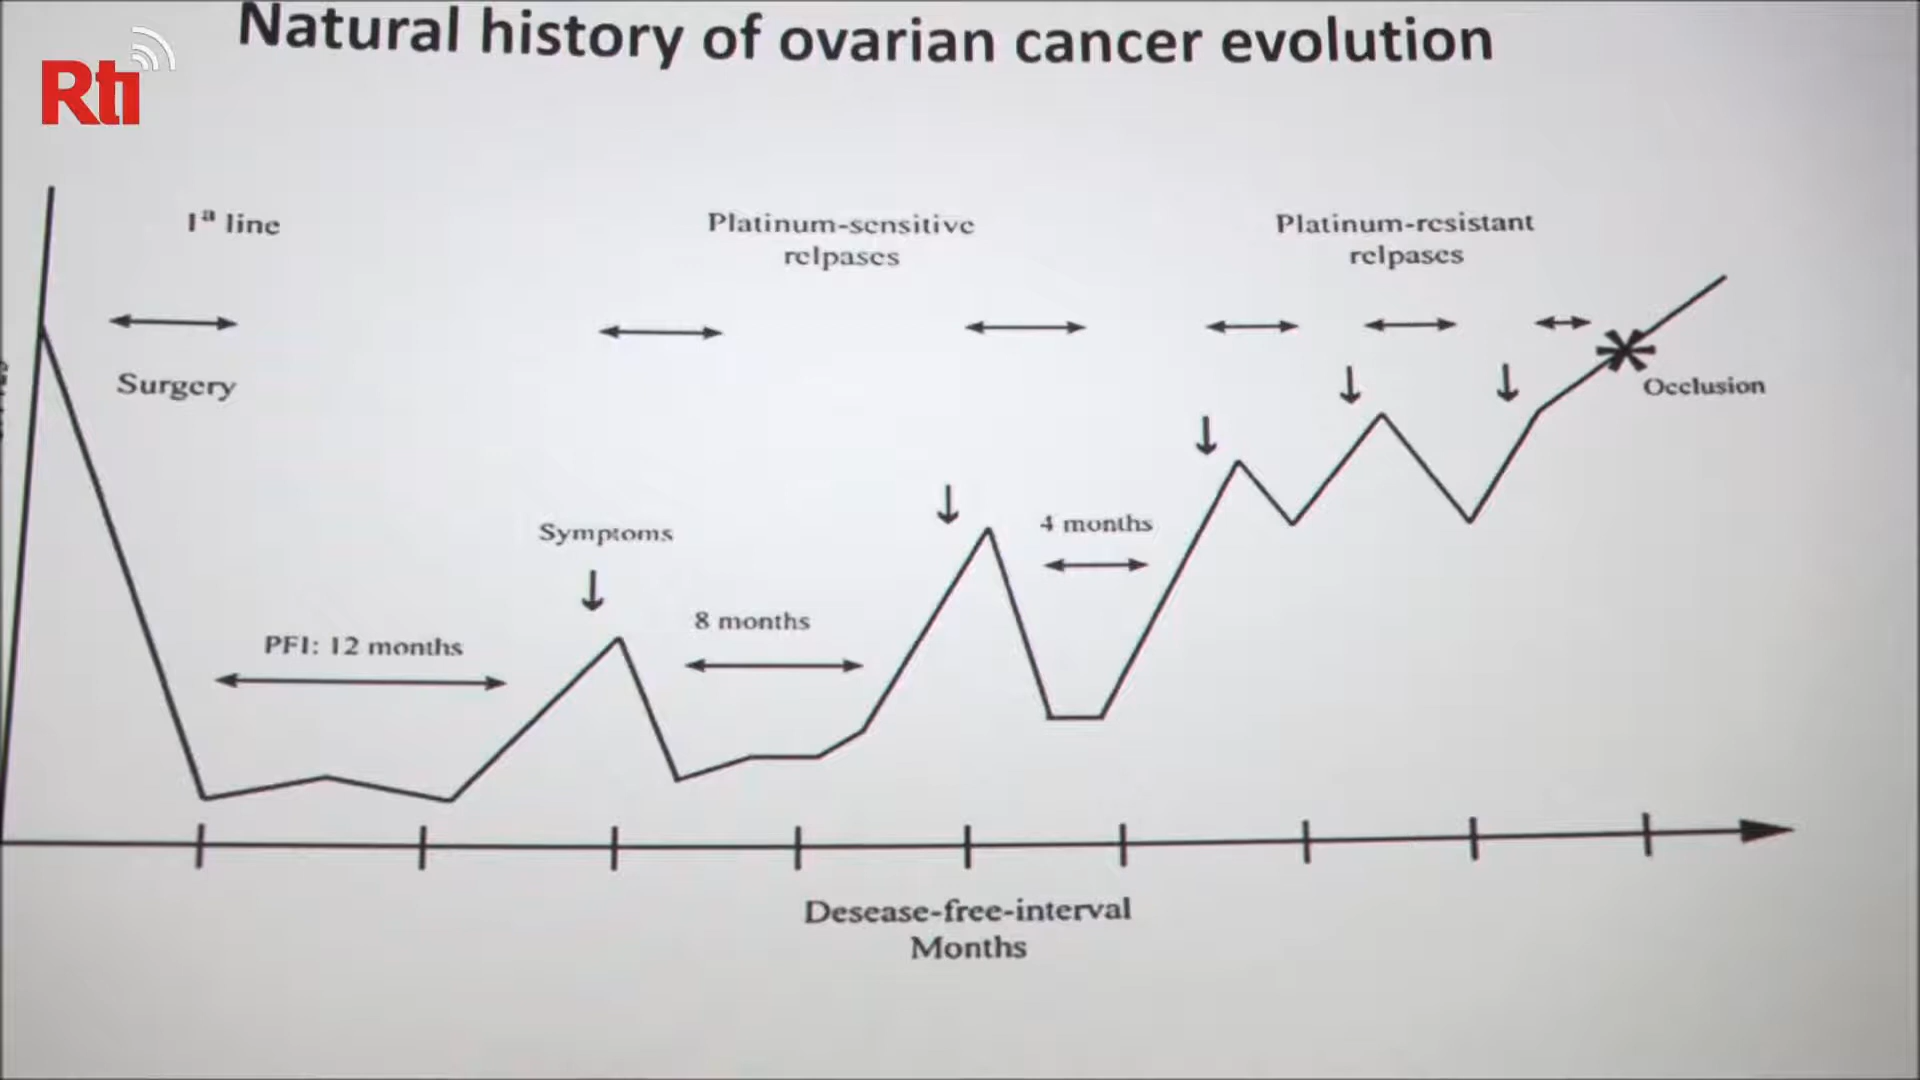 Natural history of ovarian cancer evolution
Rti
1ª line
Platinum-sensitive
relpases
Platinum-resistant
relpases
Surgery
Occlusion
Symptoms
4 months
8 months
PFI: 12 months
Desease-free-interval
Months